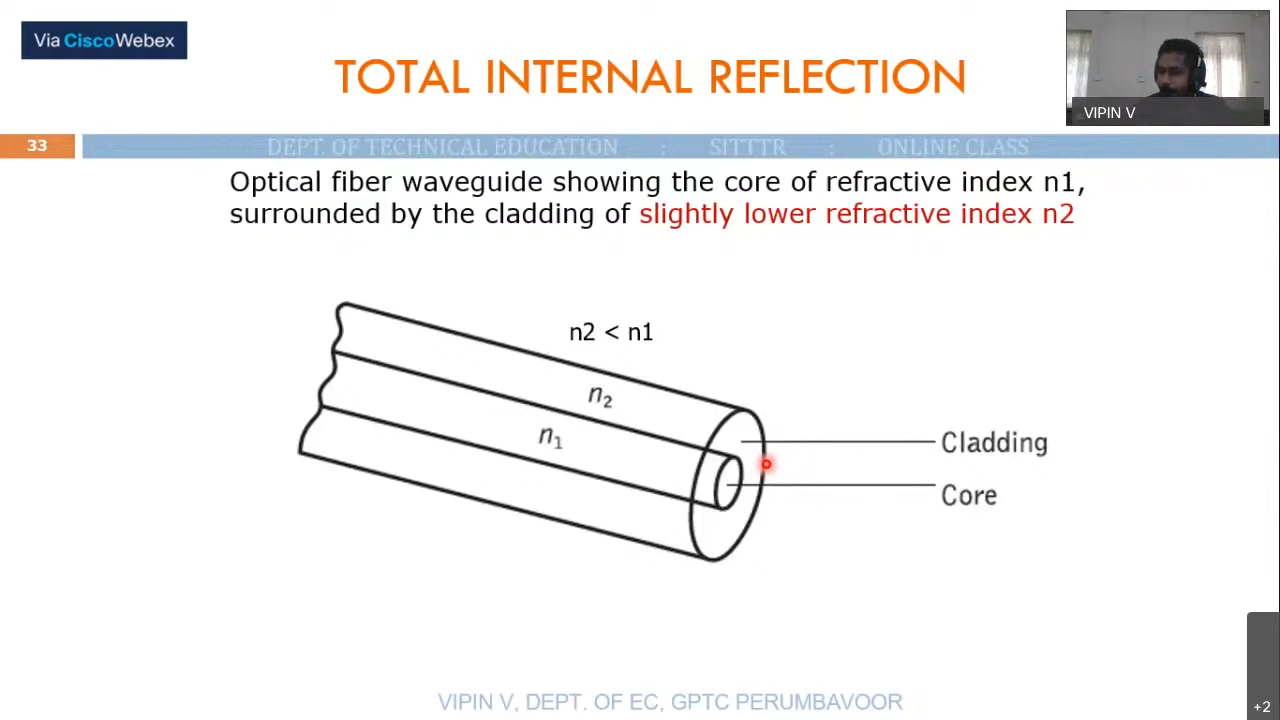 Via CiscoWebex
TOTAL INTERNAL REFLECTION
VIPIN V
33
DEPT. OF TECHNICAL EDUCATION : SITTTR : ONLINE CLASS
Optical fiber waveguide showing the core of refractive index n1,
surrounded by the cladding of slightly lower refractive index n2
n2 < n1
n₂
n₁
Cladding
Core
VIPIN V, DEPT. OF EC, GPTC PERUMBAVOOR
+2